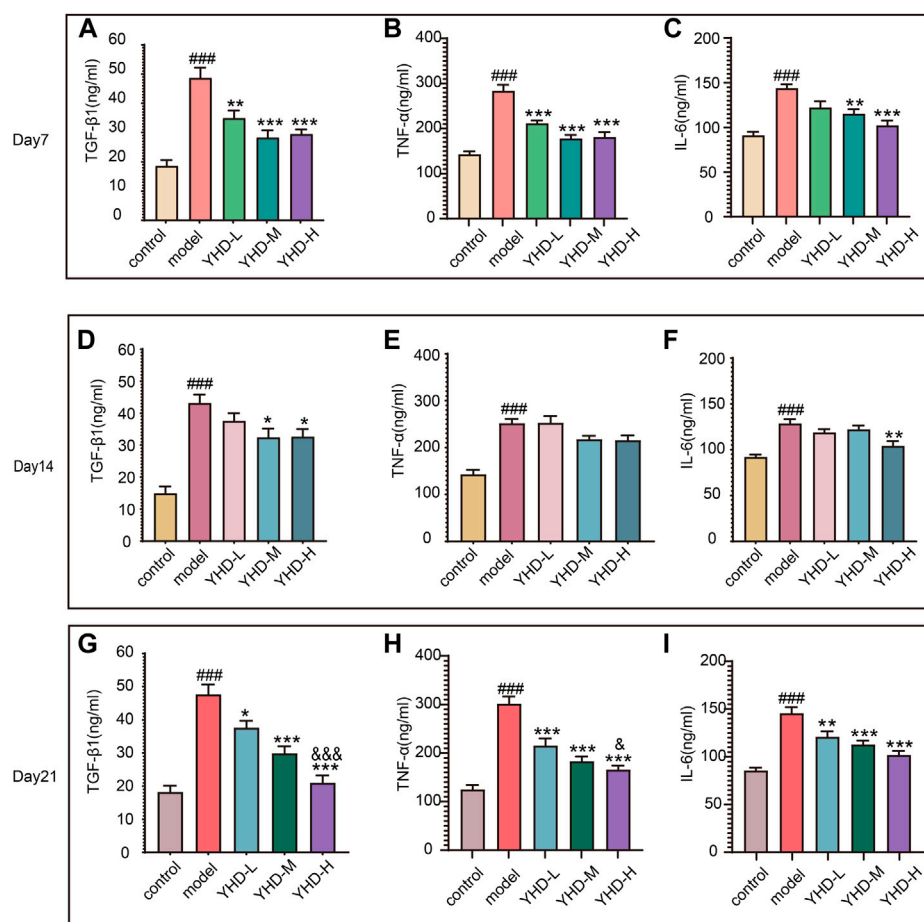 A
B
C
Day7
TGF-β1(ng/ml)
60
50
40
30
20
10
0
###
**
***
***
control
model
YHD-L
YHD-M
YHD-H
TNF-α(ng/ml)
400
300
200
100
0
###
***
***
***
control
model
YHD-L
YHD-M
YHD-H
IL-6(ng/ml)
200
150
100
50
0
###
**
***
control
model
YHD-L
YHD-M
YHD-H
D
E
F
Day14
TGF-β1(ng/ml)
60
50
40
30
20
10
0
###
*
*
control
model
YHD-L
YHD-M
YHD-H
TNF-α(ng/ml)
400
300
200
100
0
###
control
model
YHD-L
YHD-M
YHD-H
IL-6(ng/ml)
200
150
100
50
0
###
**
control
model
YHD-L
YHD-M
YHD-H
G
H
I
Day21
TGF-β1(ng/ml)
60
50
40
30
20
10
0
###
*
***
&&&
***
control
model
YHD-L
YHD-M
YHD-H
TNF-α(ng/ml)
400
300
200
100
0
###
***
***
&
***
control
model
YHD-L
YHD-M
YHD-H
IL-6(ng/ml)
200
150
100
50
0
###
**
***
***
control
model
YHD-L
YHD-M
YHD-H